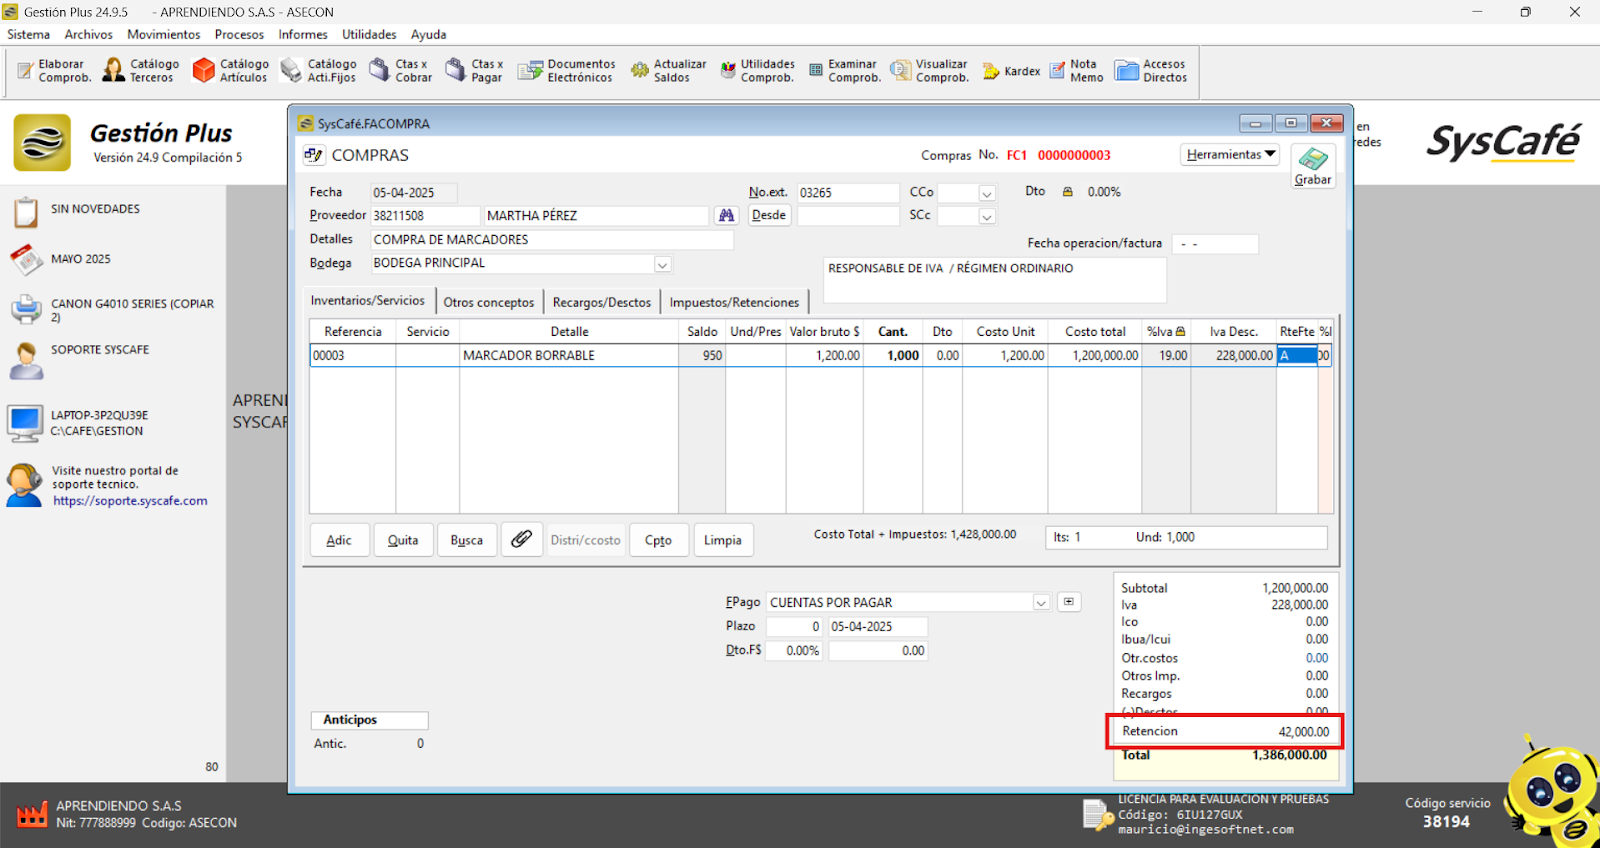 Gestión Plus 24.9.5 - APRENDIENDO S.A.S - ASECON
Sistema Archivos Movimientos Procesos Informes Utilidades Ayuda
Elaborar Comprob.
Catálogo Terceros
Catálogo Artículos
Catálogo Acti.Fijos
Ctas x Cobrar
Ctas x Pagar
Documentos Electrónicos
Actualizar Saldos
Utilidades Comprob.
Examinar Comprob.
Visualizar Comprob.
Kardex
Nota Memo
Accesos Directos
Gestión Plus
Versión 24.9 Compilación 5
en
redes
SysCafé
SIN NOVEDADES
MAYO 2025
CANON G4010 SERIES (COPIAR
2)
SOPORTE SYSCAFE
LAPTOP-3P2QU39E
C:\CAFE\GESTION
Visite nuestro portal de
soporte tecnico.
https://soporte.syscafe.com
80
APREN
SYSCAF
SysCafé.FACOMPRA
COMPRAS
Compras No. FC1 0000000003
Herramientas
Grabar
Fecha 05-04-2025 No.ext. 03265 CCo Dto 0.00%
Proveedor 38211508 MARTHA PÉREZ Desde SCc
Detalles COMPRA DE MARCADORES Fecha operacion/factura - -
Bodega BODEGA PRINCIPAL
RESPONSABLE DE IVA / RÉGIMEN ORDINARIO
Inventarios/Servicios Otros conceptos Recargos/Desctos Impuestos/Retenciones
Referencia Servicio Detalle Saldo Und/Pres Valor bruto $ Cant. Dto Costo Unit Costo total %Iva Iva Desc. RteFte %I
00003 MARCADOR BORRABLE 950 1,200.00 1,000 0.00 1,200.00 1,200,000.00 19.00 228,000.00 A 00
Adic Quita Busca Distri/ccosto Cpto Limpia
Costo Total + Impuestos: 1,428,000.00
Its: 1 Und: 1,000
FPago CUENTAS POR PAGAR
Plazo 0 05-04-2025
Dto.F$ 0.00% 0.00
Subtotal 1,200,000.00
Iva 228,000.00
Ico 0.00
Ibua/Icui 0.00
Otr.costos 0.00
Otros Imp. 0.00
Recargos 0.00
(-)Desctos 0.00
Retencion 42,000.00
Total 1,386,000.00
Anticipos
Antic. 0
APRENDIENDO S.A.S
Nit: 777888999 Codigo: ASECON
LICENCIA PARA EVALUACION Y PRUEBAS
Código: 6IU127GUX
mauricio@ingesoftnet.com
Código servicio
38194